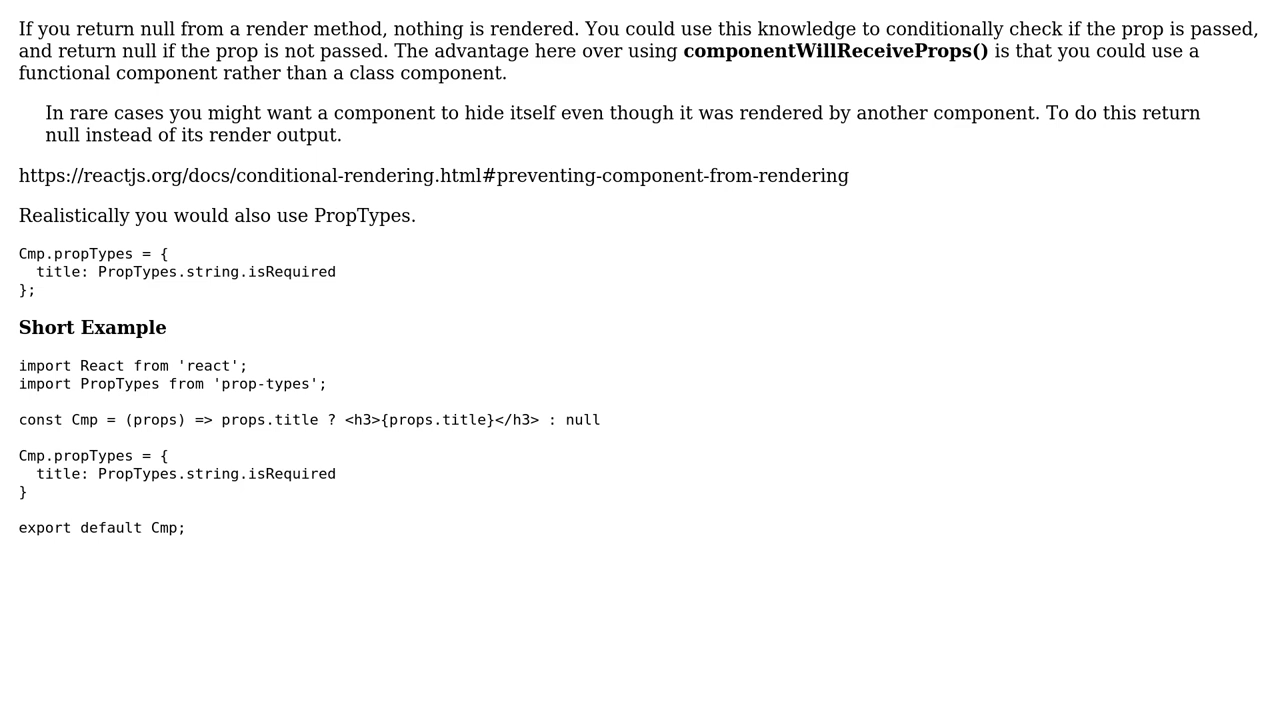 If you return null from a render method, nothing is rendered. You could use this knowledge to conditionally check if the prop is passed,
and return null if the prop is not passed. The advantage here over using componentWillReceiveProps() is that you could use a
functional component rather than a class component.
In rare cases you might want a component to hide itself even though it was rendered by another component. To do this return
null instead of its render output.
https://reactjs.org/docs/conditional-rendering.html#preventing-component-from-rendering
Realistically you would also use PropTypes.
Cmp.propTypes = {
  title: PropTypes.string.isRequired
};
Short Example
import React from 'react';
import PropTypes from 'prop-types';
const Cmp = (props) => props.title ? <h3>{props.title}</h3> : null
Cmp.propTypes = {
  title: PropTypes.string.isRequired
}
export default Cmp;